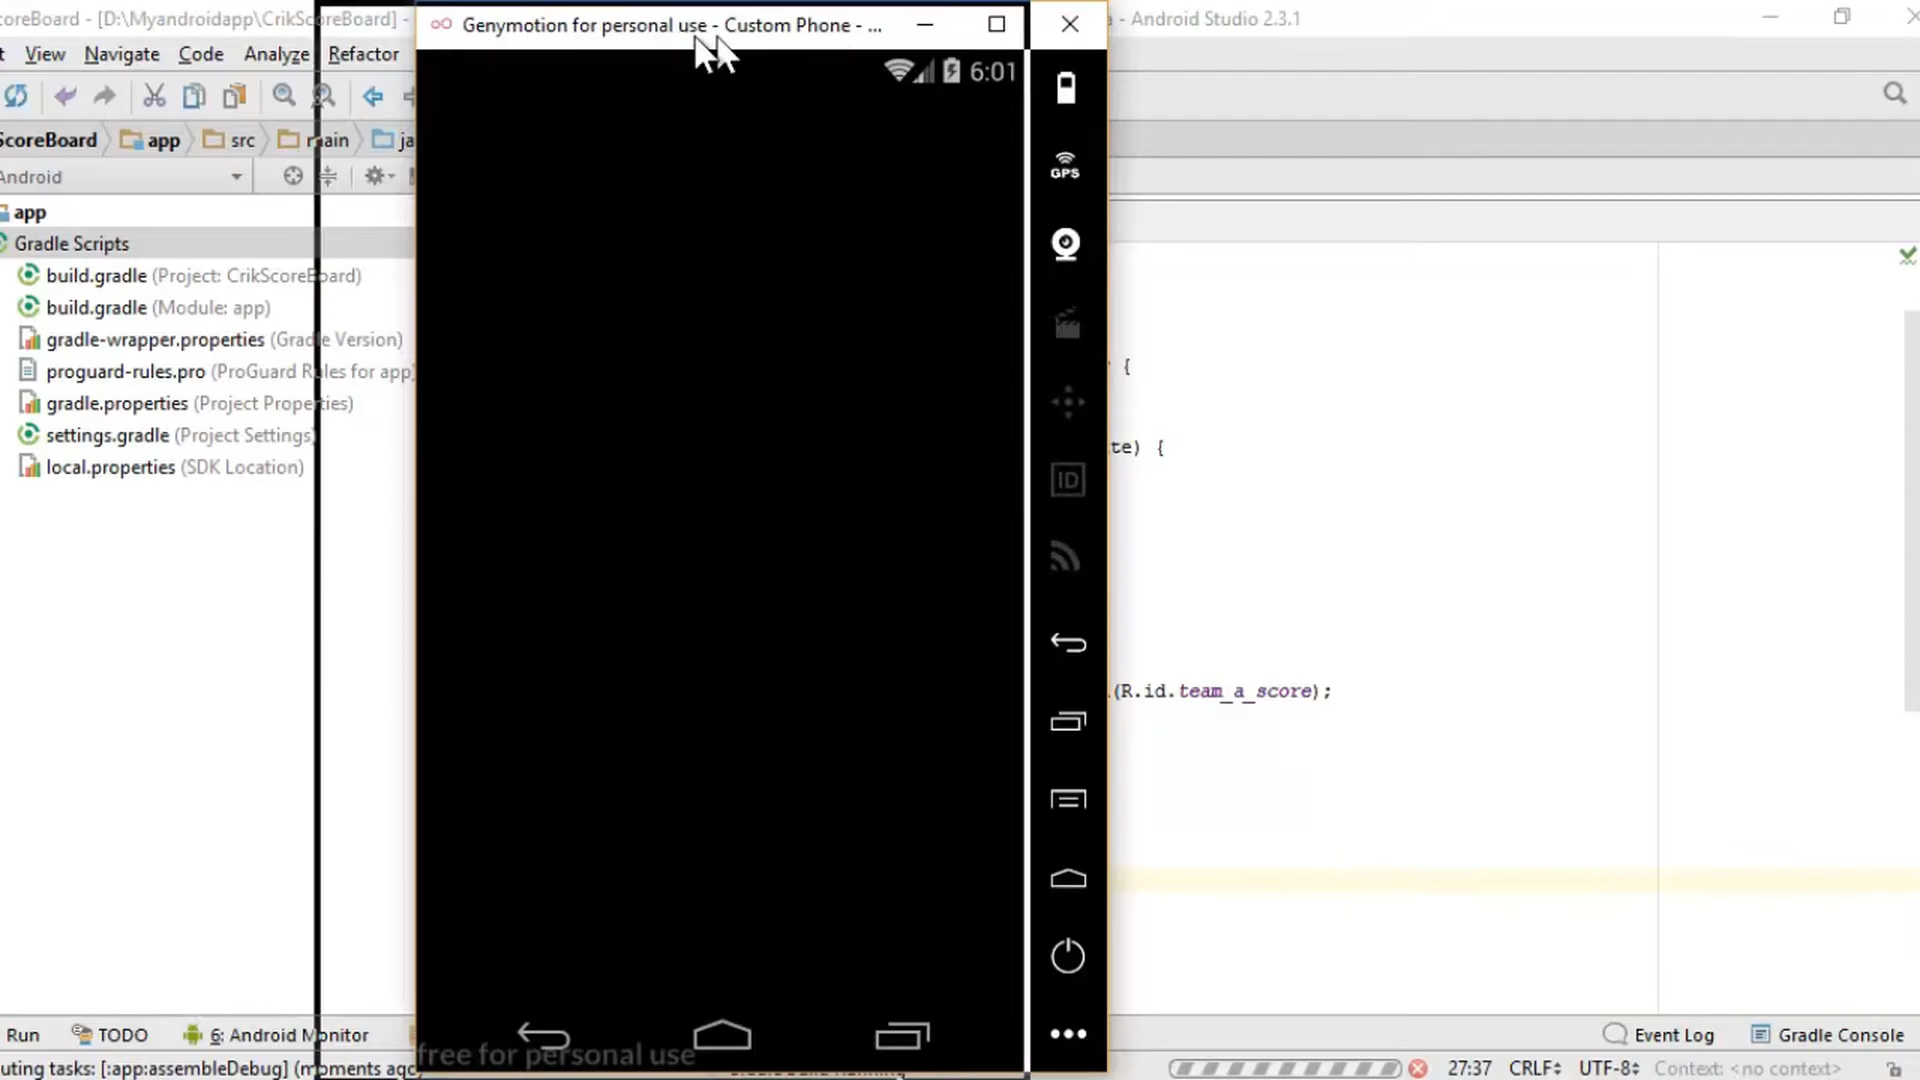 coreBoard - [D:\Myandroidapp\CrikScoreBoard] -
Genymotion for personal use - Custom Phone - ...
a - Android Studio 2.3.1
t View Navigate Code Analyze Refactor
6:01
ScoreBoard app src main ja
GPS
Android
app
Gradle Scripts
build.gradle (Project: CrikScoreBoard)
build.gradle (Module: app)
gradle-wrapper.properties (Gradle Version)
proguard-rules.pro (ProGuard Rules for app)
gradle.properties (Project Properties)
settings.gradle (Project Settings)
local.properties (SDK Location)
{
te) {
ID
(R.id.team_a_score);
Run TODO 6: Android Monitor
Event Log Gradle Console
free for personal use
uting tasks: [:app:assembleDebug] (moments ago)
27:37 CRLF UTF-8 Context: <no context>